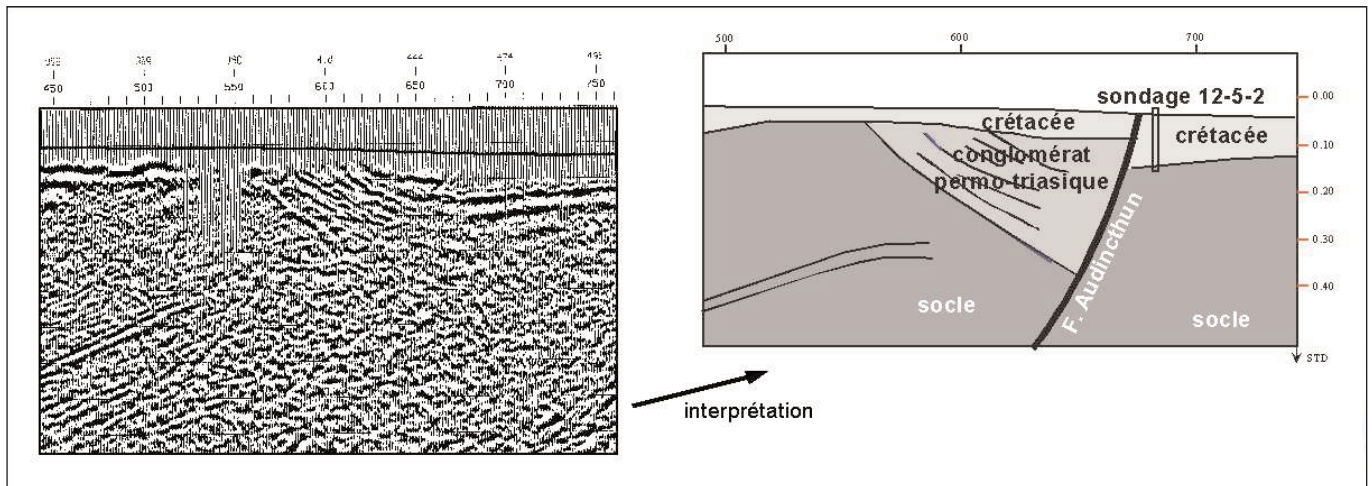 450 500 550 600 650 700 750
500 600 700
sondage 12-5-2
crétacée
crétacée
conglomérat
permo-triasique
F. Audincthun
socle
socle
0.00
0.10
0.20
0.30
0.40
STD
interprétation